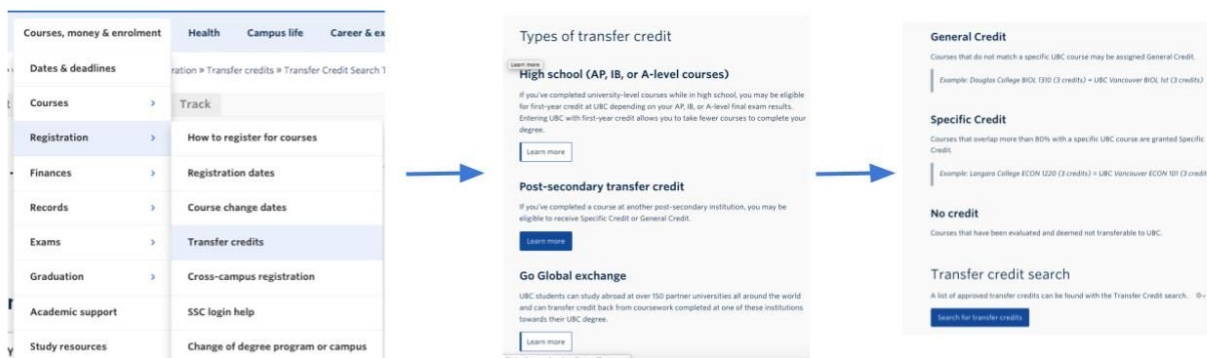 Courses, money & enrolment
Health
Campus life
Career & ex
Dates & deadlines
ration » Transfer credits » Transfer Credit Search
Courses
Track
Registration
How to register for courses
Finances
Registration dates
Records
Course change dates
Exams
Transfer credits
Graduation
Cross-campus registration
Academic support
SSC login help
Study resources
Change of degree program or campus
Types of transfer credit
Learn more
High school (AP, IB, or A-level courses)
If you've completed university-level courses while in high school, you may be eligible
for first-year credit at UBC depending on your AP, IB, or A-level final exam results.
Entering UBC with first-year credit allows you to take fewer courses to complete your
degree.
Learn more
Post-secondary transfer credit
If you've completed a course at another post-secondary institution, you may be
eligible to receive Specific Credit or General Credit.
Learn more
Go Global exchange
UBC students can study abroad at over 150 partner universities all around the world
and can transfer credit back from coursework completed at one of these institutions
towards their UBC degree.
Learn more
General Credit
Courses that do not match a specific UBC course may be assigned General Credit.
Example: Douglas College BIOL 1310 (3 credits) = UBC Vancouver BIOL 1st (3 credits)
Specific Credit
Courses that overlap more than 80% with a specific UBC course are granted Specific
Credit.
Example: Langara College ECON 1220 (3 credits) = UBC Vancouver ECON 101 (3 credit
No credit
Courses that have been evaluated and deemed not transferable to UBC.
Transfer credit search
A list of approved transfer credits can be found with the Transfer Credit search.
Search for transfer credits